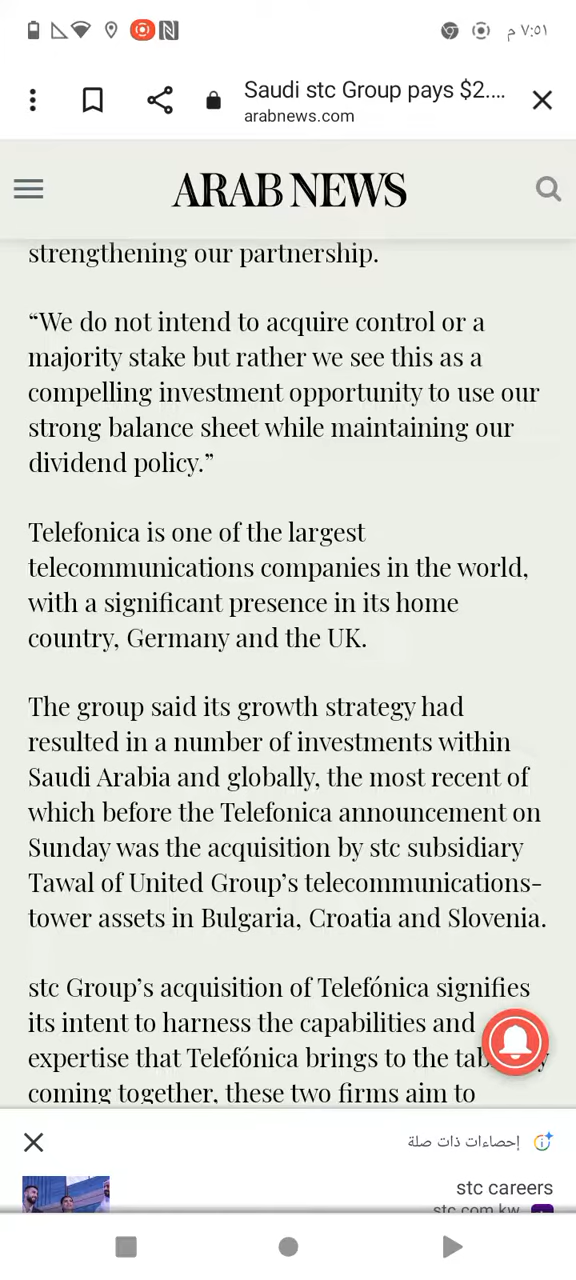 ٧:٥١ م
Saudi stc Group pays $2....
arabnews.com
ARAB NEWS
strengthening our partnership.
“We do not intend to acquire control or a
majority stake but rather we see this as a
compelling investment opportunity to use our
strong balance sheet while maintaining our
dividend policy.”
Telefonica is one of the largest
telecommunications companies in the world,
with a significant presence in its home
country, Germany and the UK.
The group said its growth strategy had
resulted in a number of investments within
Saudi Arabia and globally, the most recent of
which before the Telefonica announcement on
Sunday was the acquisition by stc subsidiary
Tawal of United Group’s telecommunications-
tower assets in Bulgaria, Croatia and Slovenia.
stc Group’s acquisition of Telefónica signifies
its intent to harness the capabilities and
expertise that Telefónica brings to the
coming together, these two firms aim to
إحصاءات ذات صلة
stc careers
stc.com.kw